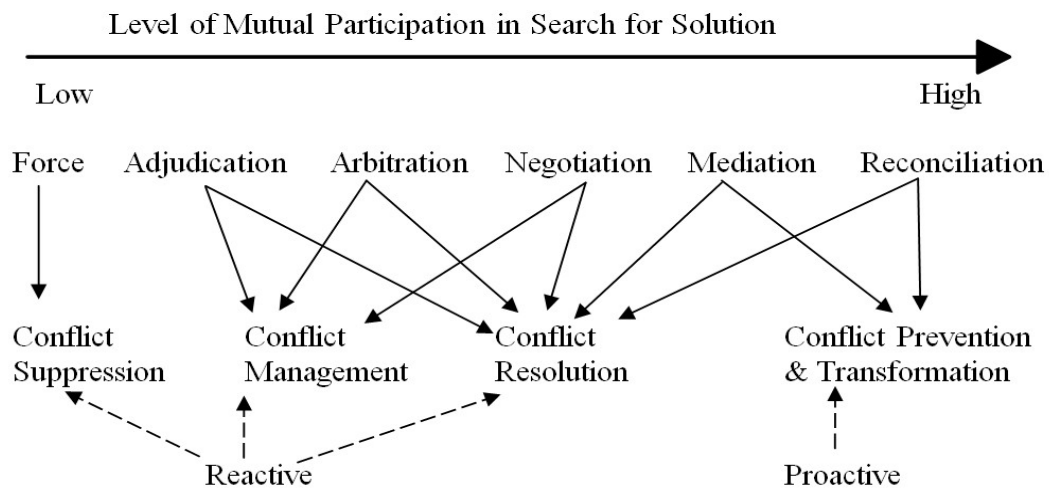 Level of Mutual Participation in Search for Solution
Low High
Force Adjudication Arbitration Negotiation Mediation Reconciliation
Conflict Conflict Conflict Conflict Prevention
Suppression Management Resolution & Transformation
Reactive Proactive